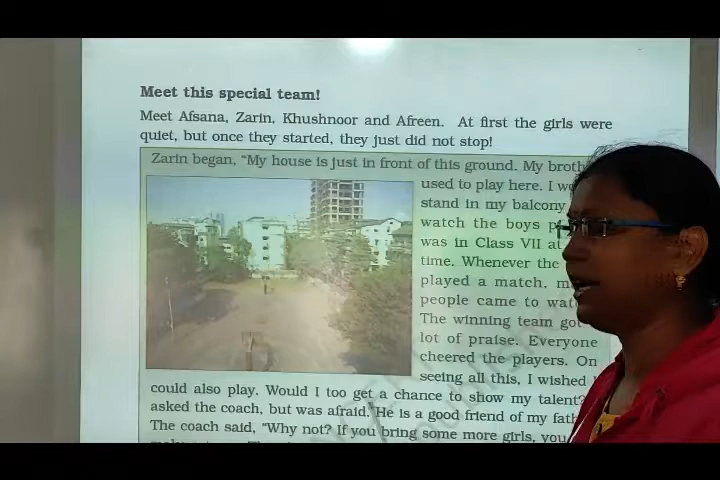 Meet this special team!
Meet Afsana, Zarin, Khushnoor and Afreen. At first the girls were
quiet, but once they started, they just did not stop!
Zarin began, "My house is just in front of this ground. My
used to play here. I
stand in my balcony
watch the boys
was in Class VII at
time. Whenever the
played a match,
people came to
The winning team got
lot of praise. Everyone
cheered the players. On
seeing all this, I wished
could also play. Would I too get a chance to show my talent?
asked the coach, but was afraid. He is a good friend of my
The coach said, "Why not? If you bring some more girls,